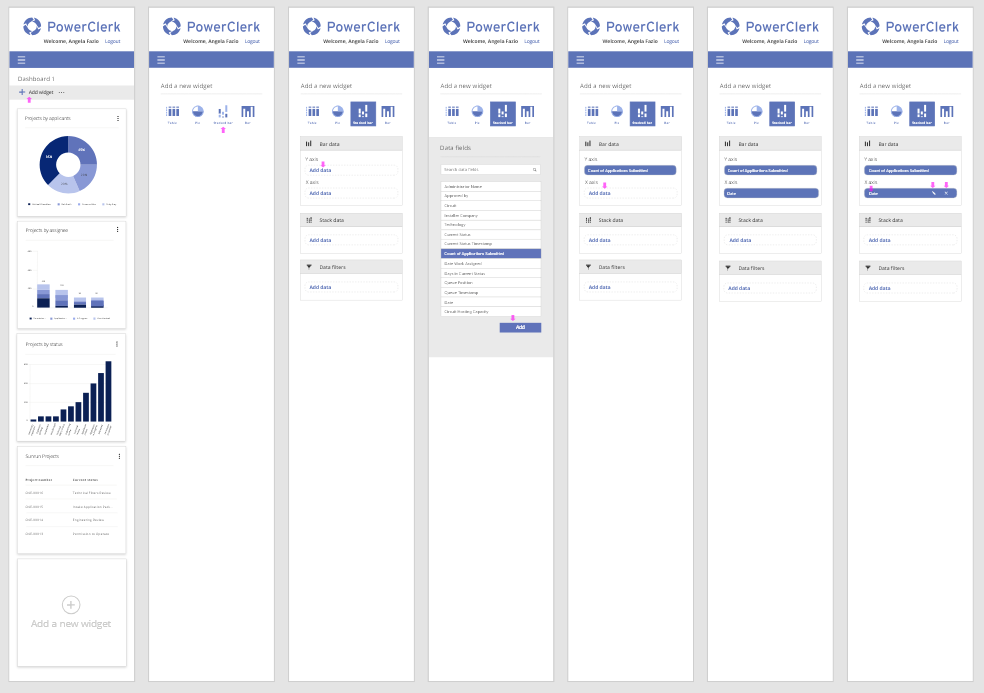 PowerClerk
Welcome, Angela Fazio Logout
Dashboard 1
Add widget
Projects by applicants
Projects by assignee
Projects by status
Sunrun Projects
Project number Current status
Engineering Review
Add a new widget
PowerClerk
Welcome, Angela Fazio Logout
Add a new widget
Table Pie Stacked bar Bar
PowerClerk
Welcome, Angela Fazio Logout
Add a new widget
Table Pie Stacked bar Bar
Bar data
Y axis
Add data
X axis
Add data
Stack data
Add data
Data filters
Add data
PowerClerk
Welcome, Angela Fazio Logout
Add a new widget
Table Pie Stacked bar Bar
Data fields
Search data fields
Administrator Name
Approved by
Circuit
Installer Company
Technology
Current Status
Current Status Timestamp
Count of Applications Submitted
Date Work Assigned
Days in Current Status
Queue Position
Queue Timestamp
Date
Circuit Existing Capacity
Add
PowerClerk
Welcome, Angela Fazio Logout
Add a new widget
Table Pie Stacked bar Bar
Bar data
Y axis
Count of Applications Submitted
X axis
Add data
Stack data
Add data
Data filters
Add data
PowerClerk
Welcome, Angela Fazio Logout
Add a new widget
Table Pie Stacked bar Bar
Bar data
Y axis
Count of Applications Submitted
X axis
Date
Stack data
Add data
Data filters
Add data
PowerClerk
Welcome, Angela Fazio Logout
Add a new widget
Table Pie Stacked bar Bar
Bar data
Y axis
Count of Applications Submitted
X axis
Date
Stack data
Add data
Data filters
Add data